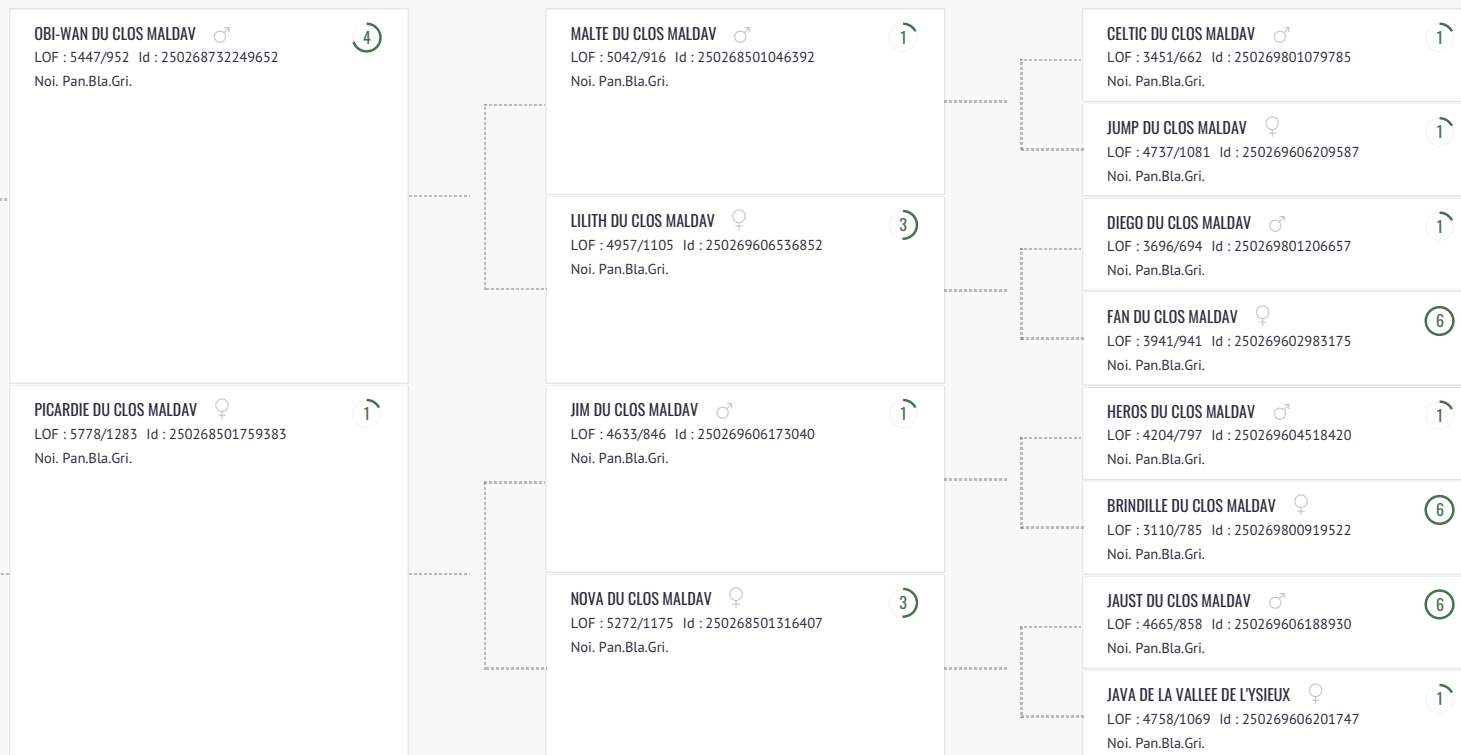 OBI-WAN DU CLOS MALDAV ♂ 4
LOF : 5447/952 Id : 250268732249652
Noi. Pan.Bla.Gri.
PICARDIE DU CLOS MALDAV ♀ 1
LOF : 5778/1283 Id : 250268501759383
Noi. Pan.Bla.Gri.
MALTE DU CLOS MALDAV ♂ 1
LOF : 5042/916 Id : 250268501046392
Noi. Pan.Bla.Gri.
LILITH DU CLOS MALDAV ♀ 3
LOF : 4957/1105 Id : 250269606536852
Noi. Pan.Bla.Gri.
JIM DU CLOS MALDAV ♂ 1
LOF : 4633/846 Id : 250269606173040
Noi. Pan.Bla.Gri.
NOVA DU CLOS MALDAV ♀ 3
LOF : 5272/1175 Id : 250268501316407
Noi. Pan.Bla.Gri.
CELTIC DU CLOS MALDAV ♂ 1
LOF : 3451/662 Id : 250269801079785
Noi. Pan.Bla.Gri.
JUMP DU CLOS MALDAV ♀ 1
LOF : 4737/1081 Id : 250269606209587
Noi. Pan.Bla.Gri.
DIEGO DU CLOS MALDAV ♂ 1
LOF : 3696/694 Id : 250269801206657
Noi. Pan.Bla.Gri.
FAN DU CLOS MALDAV ♀ 6
LOF : 3941/941 Id : 250269602983175
Noi. Pan.Bla.Gri.
HEROS DU CLOS MALDAV ♂ 1
LOF : 4204/797 Id : 250269604518420
Noi. Pan.Bla.Gri.
BRINDILLE DU CLOS MALDAV ♀ 6
LOF : 3110/785 Id : 250269800919522
Noi. Pan.Bla.Gri.
JAUST DU CLOS MALDAV ♂ 6
LOF : 4665/858 Id : 250269606188930
Noi. Pan.Bla.Gri.
JAVA DE LA VALLEE DE L'YSIEUX ♀ 1
LOF : 4758/1069 Id : 250269606201747
Noi. Pan.Bla.Gri.